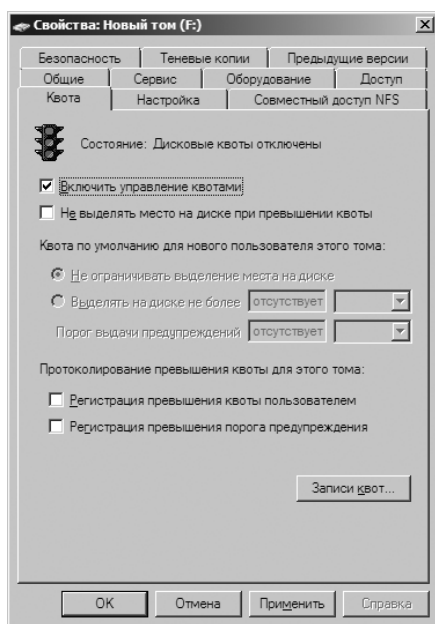 Свойства: Новый том (F:)
Безопасность Теневые копии Предыдущие версии
Общие Сервис Оборудование Доступ
Квота Настройка Совместный доступ NFS
Состояние: Дисковые квоты отключены
Включить управление квотами
Не выделять место на диске при превышении квоты
Квота по умолчанию для нового пользователя этого тома:
Не ограничивать выделение места на диске
Выделять на диске не более отсутствует
Порог выдачи предупреждений отсутствует
Протоколирование превышения квоты для этого тома:
Регистрация превышения квоты пользователем
Регистрация превышения порога предупреждения
Записи квот...
OK Отмена Применить Справка